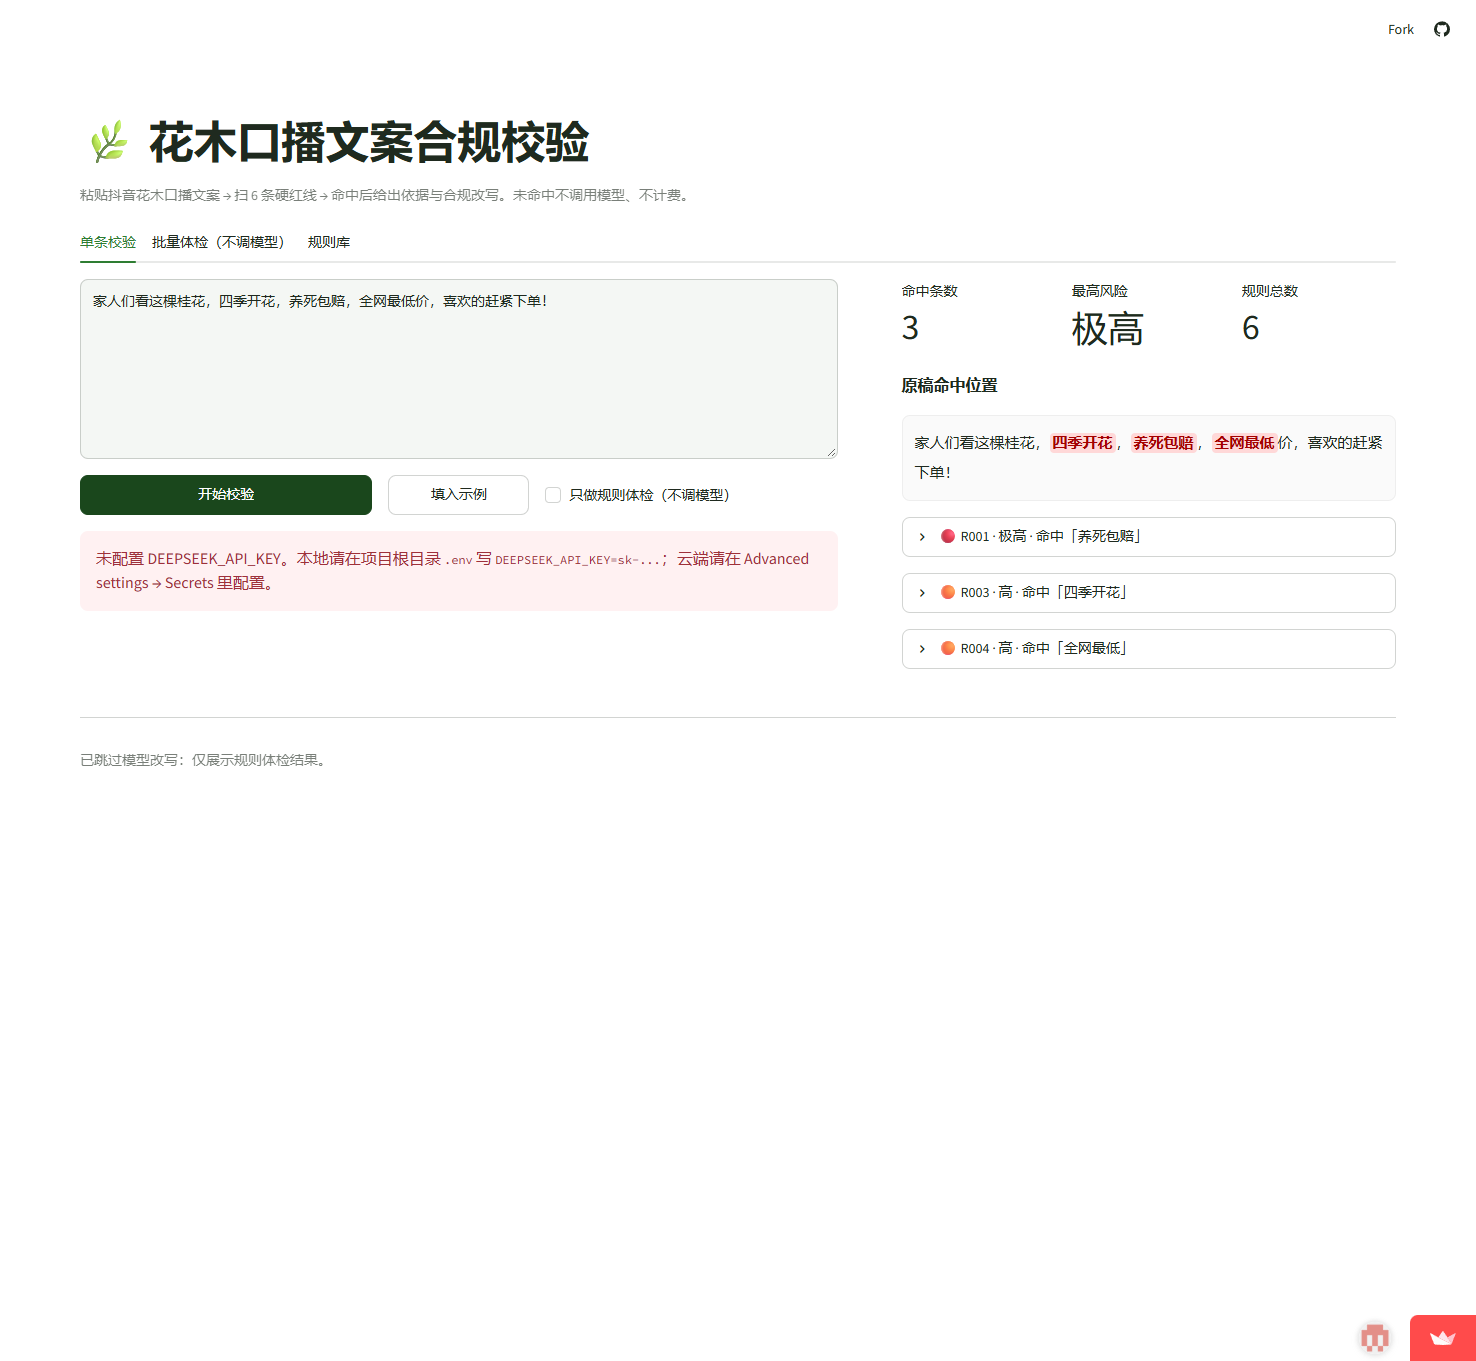 Fork
花木口播文案合规校验
粘贴抖音花木口播文案 → 扫 6 条硬红线 → 命中后给出依据与合规改写。未命中不调用模型、不计费。
单条校验 批量体检（不调模型） 规则库
家人们看这棵桂花，四季开花，养死包赔，全网最低价，喜欢的赶紧下单！
开始校验 填入示例 只做规则体检（不调模型）
未配置 DEEPSEEK_API_KEY。本地请在项目根目录 .env 写 DEEPSEEK_API_KEY=sk-...；云端请在 Advanced
settings → Secrets 里配置。
命中条数 最高风险 规则总数
3 极高 6
原稿命中位置
家人们看这棵桂花，四季开花，养死包赔，全网最低价，喜欢的赶紧
下单！
R001 · 极高 · 命中「养死包赔」
R003 · 高 · 命中「四季开花」
R004 · 高 · 命中「全网最低」
已跳过模型改写：仅展示规则体检结果。